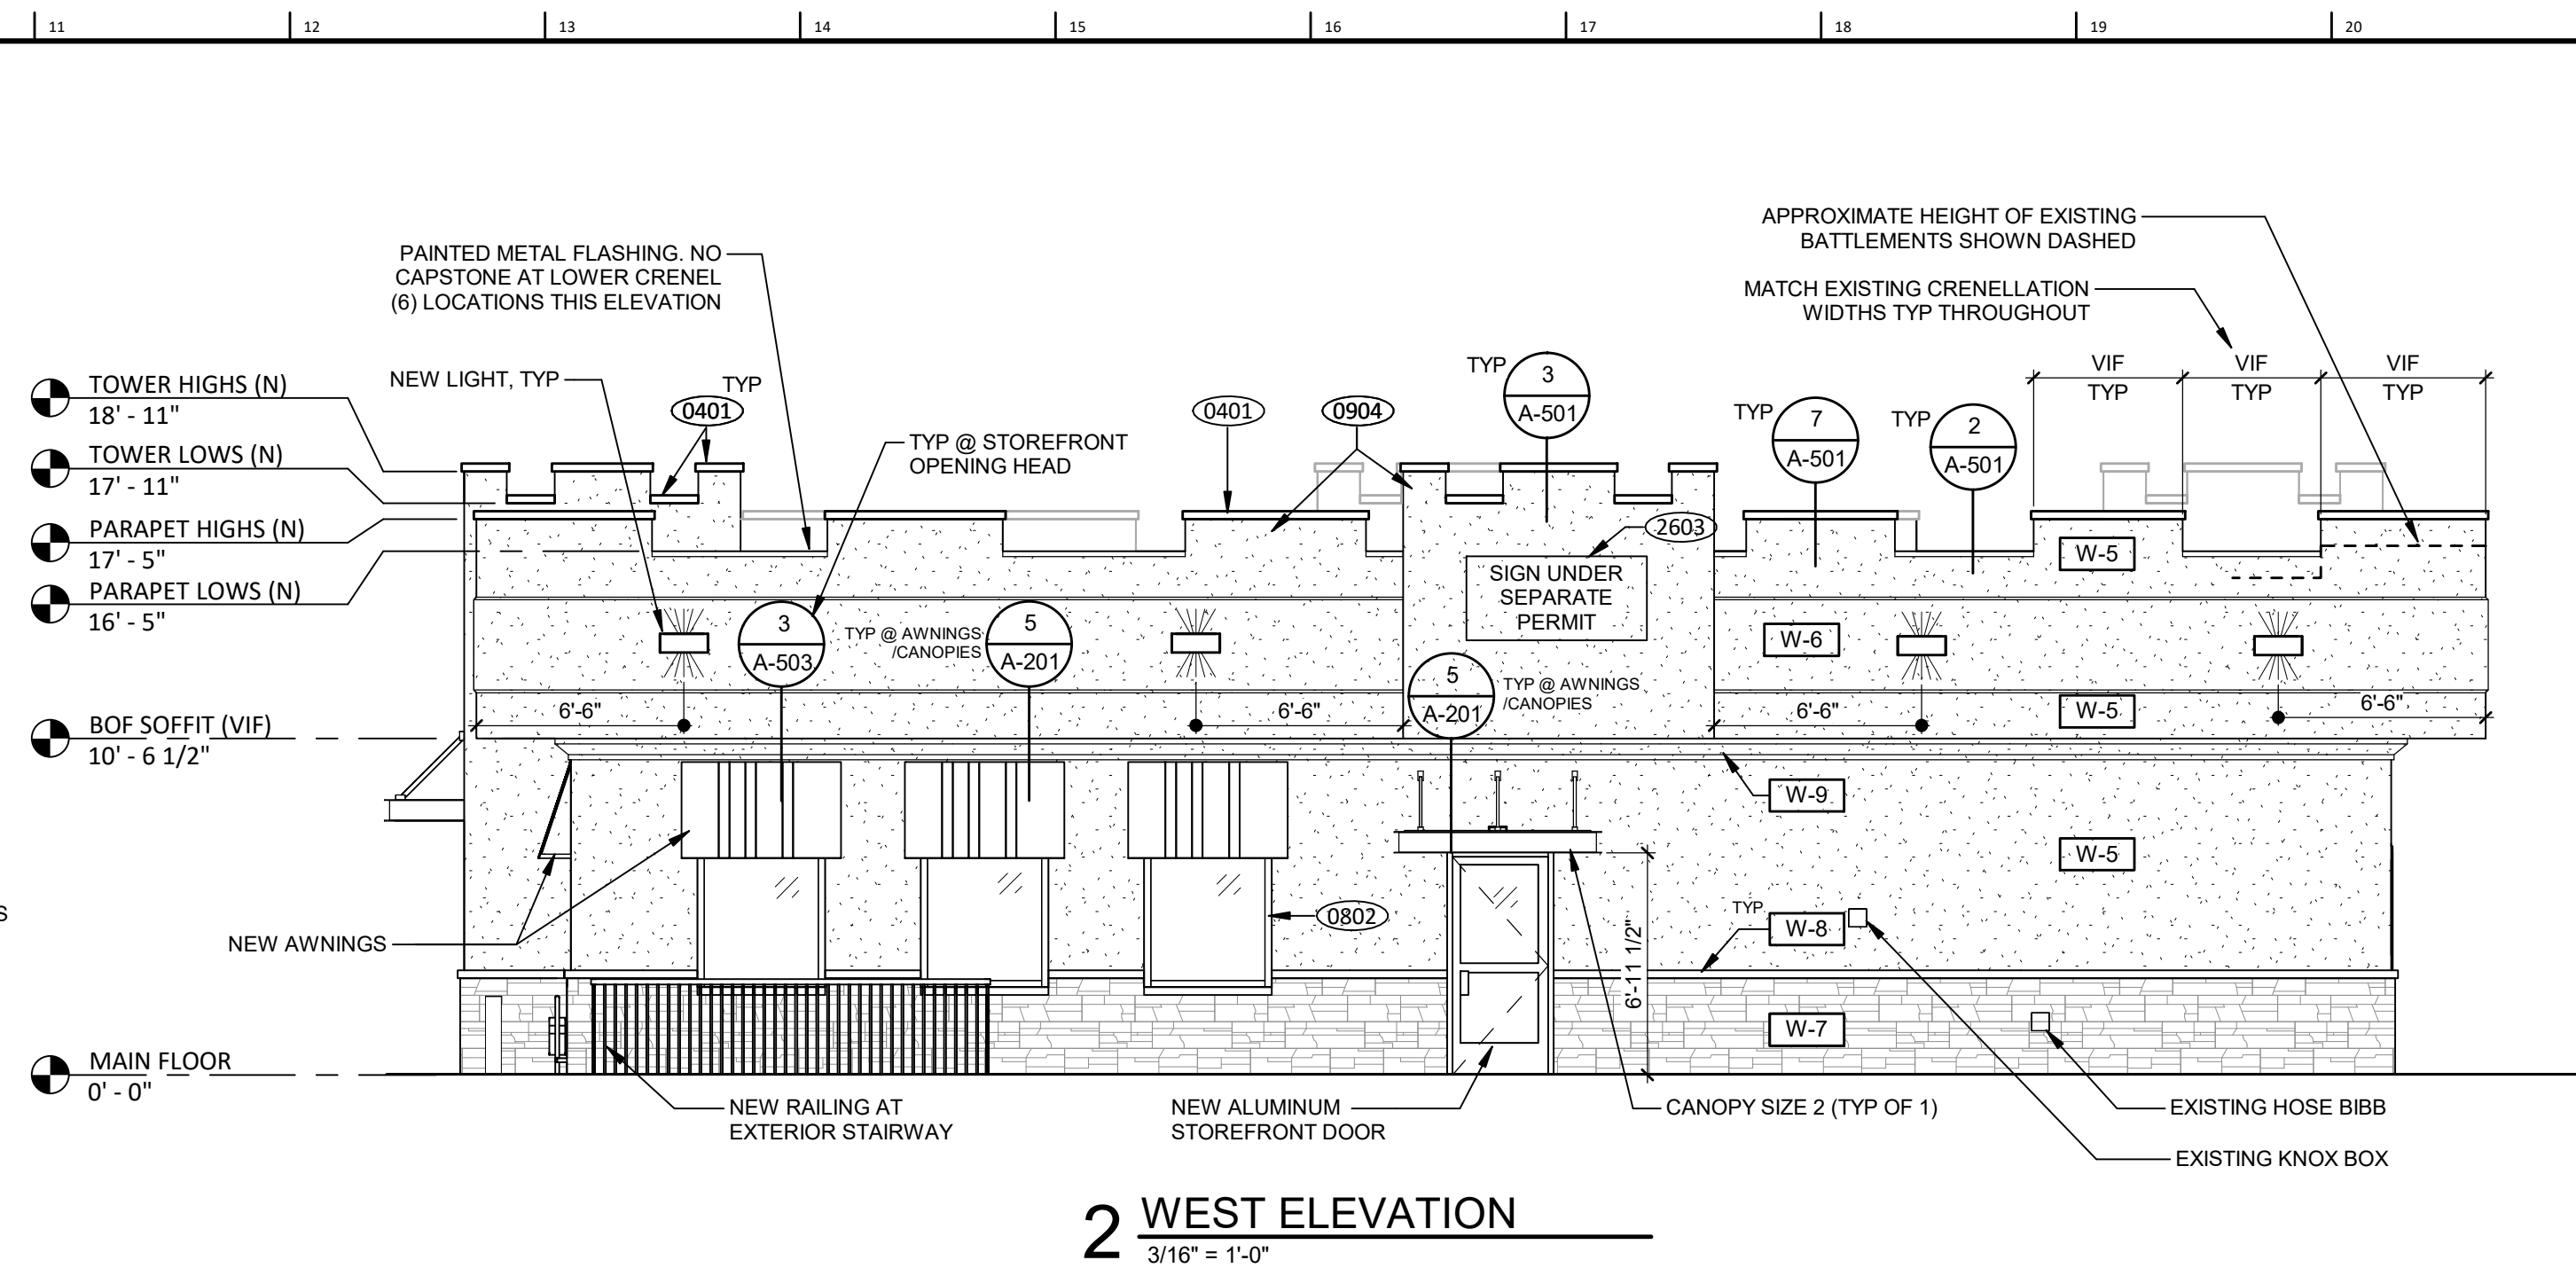 11
12
13
14
15
16
17
18
19
20
APPROXIMATE HEIGHT OF EXISTING
BATTLEMENTS SHOWN DASHED
PAINTED METAL FLASHING. NO
CAPSTONE AT LOWER CRENEL
(6) LOCATIONS THIS ELEVATION
MATCH EXISTING CRENELLATION
WIDTHS TYP THROUGHOUT
TOWER HIGHS (N)
18' - 11"
TOWER LOWS (N)
17' - 11"
PARAPET HIGHS (N)
17' - 5"
PARAPET LOWS (N)
16' - 5"
BOF SOFFIT (VIF)
10' - 6 1/2"
MAIN FLOOR
0' - 0"
NEW LIGHT, TYP
TYP
0401
TYP @ STOREFRONT
OPENING HEAD
0401
0904
TYP
3
A-501
TYP
7
A-501
TYP
2
A-501
VIF
TYP
VIF
TYP
VIF
TYP
2603
SIGN UNDER
SEPARATE
PERMIT
W-5
W-6
W-5
3
A-503
TYP @ AWNINGS
/CANOPIES
5
A-201
5
A-201
TYP @ AWNINGS
/CANOPIES
6'-6"
6'-6"
6'-6"
6'-6"
W-9
W-5
0802
TYP
W-8
W-7
6'-11 1/2"
S
NEW AWNINGS
NEW RAILING AT
EXTERIOR STAIRWAY
NEW ALUMINUM
STOREFRONT DOOR
CANOPY SIZE 2 (TYP OF 1)
EXISTING HOSE BIBB
EXISTING KNOX BOX
2 WEST ELEVATION
3/16" = 1'-0"